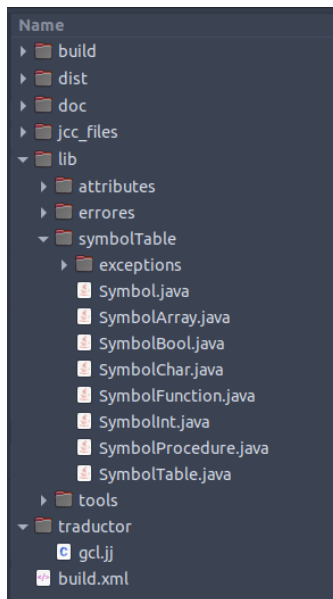 Name
build
dist
doc
jcc_files
lib
attributes
errores
symbolTable
exceptions
Symbol.java
SymbolArray.java
SymbolBool.java
SymbolChar.java
SymbolFunction.java
SymbolInt.java
SymbolProcedure.java
SymbolTable.java
tools
traductor
gcl.jj
build.xml